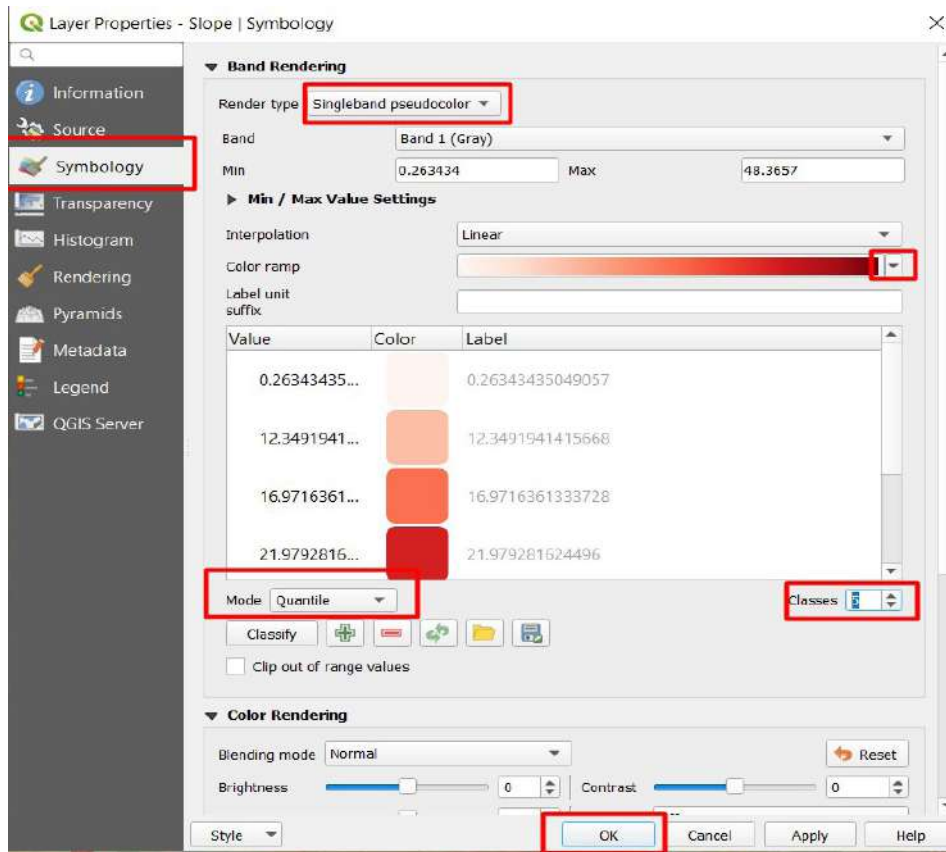 Layer Properties - Slope | Symbology
Information
Source
Symbology
Transparency
Histogram
Rendering
Pyramids
Metadata
Legend
QGIS Server
Band Rendering
Render type Singleband pseudocolor
Band Band 1 (Gray)
Min 0.263434 Max 48.3657
Min / Max Value Settings
Interpolation Linear
Color ramp
Label unit
suffix
Value Color Label
0.26343435... 0.26343435049057
12.3491941... 12.3491941415668
16.9716361... 16.9716361333728
21.9792816... 21.979281624496
Mode Quantile Classes 5
Classify
Clip out of range values
Color Rendering
Blending mode Normal Reset
Brightness 0 Contrast 0
Style OK Cancel Apply Help